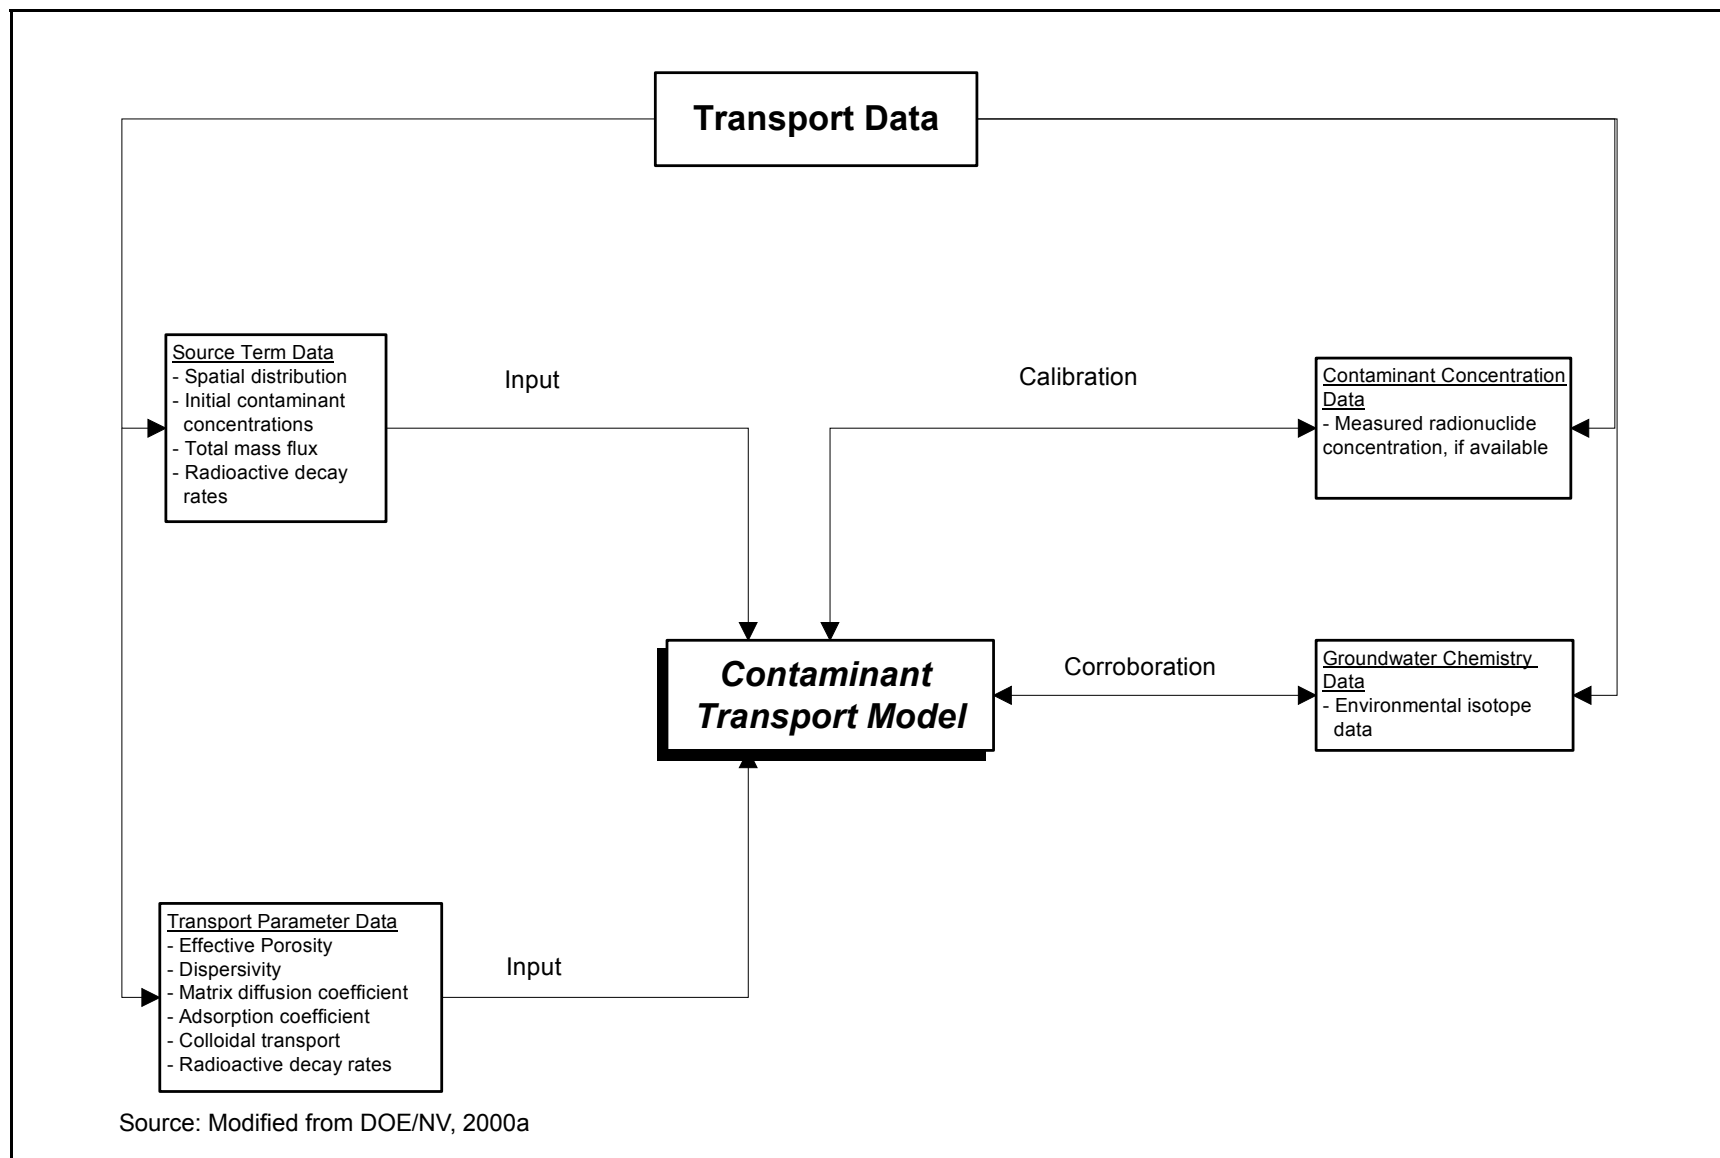 Transport Data
Source Term Data
- Spatial distribution
- Initial contaminant
concentrations
- Total mass flux
- Radioactive decay
rates
Input
Calibration
Contaminant Concentration
Data
- Measured radionuclide
concentration, if available
Contaminant
Transport Model
Corroboration
Groundwater Chemistry
Data
- Environmental isotope
data
Transport Parameter Data
- Effective Porosity
- Dispersivity
- Matrix diffusion coefficient
- Adsorption coefficient
- Colloidal transport
- Radioactive decay rates
Input
Source: Modified from DOE/NV, 2000a